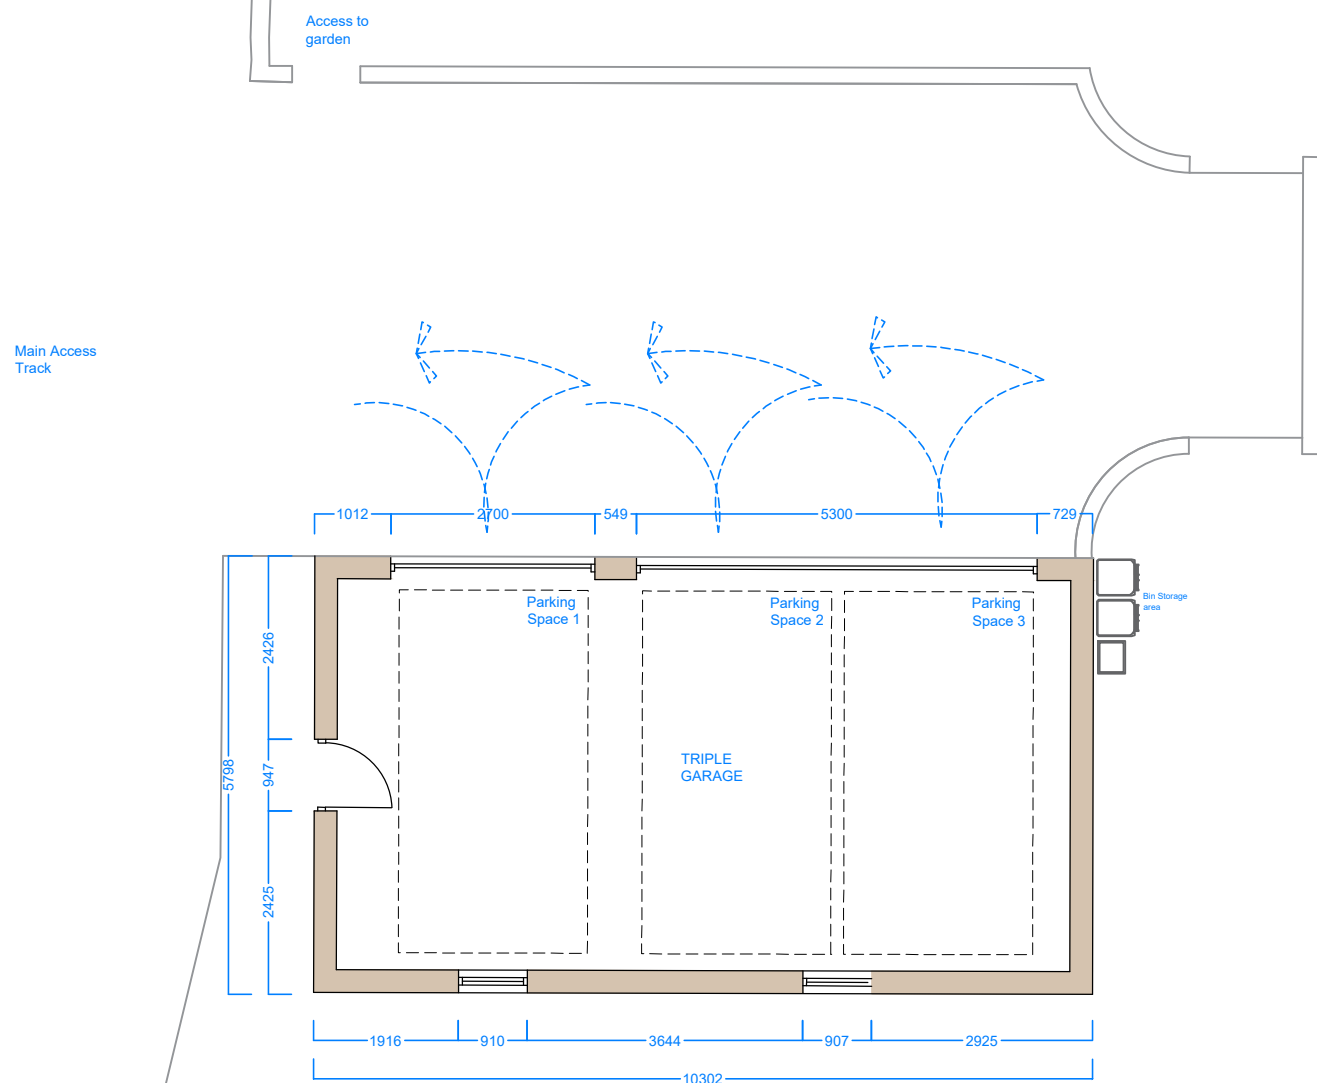 Access to
garden
Main Access
Track
1012
2700
549
5300
729
Parking
Space 1
Parking
Space 2
Parking
Space 3
Bin Storage
area
2426
947
5798
2425
TRIPLE
GARAGE
1916
910
3644
907
2925
10302